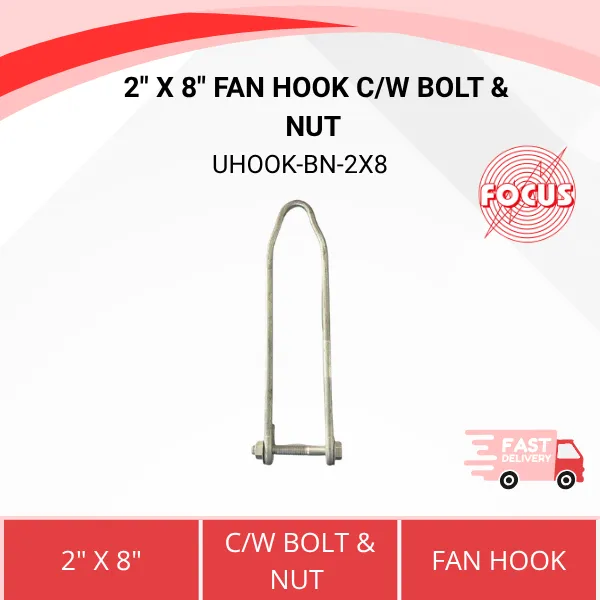 2" X 8" FAN HOOK C/W BOLT &
NUT
UHOOK-BN-2X8
FOCUS
FAST
DELIVERY
2" X 8"
C/W BOLT &
NUT
FAN HOOK